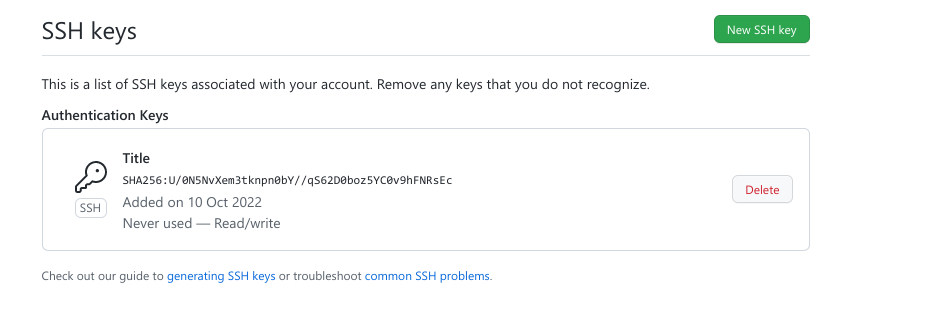 SSH keys
New SSH key
This is a list of SSH keys associated with your account. Remove any keys that you do not recognize.
Authentication Keys
Title
SHA256:U/0N5NvXem3tknpn0bY//qS62D0boz5YC0v9hFNRsEc
Added on 10 Oct 2022
Never used — Read/write
SSH
Delete
Check out our guide to generating SSH keys or troubleshoot common SSH problems.